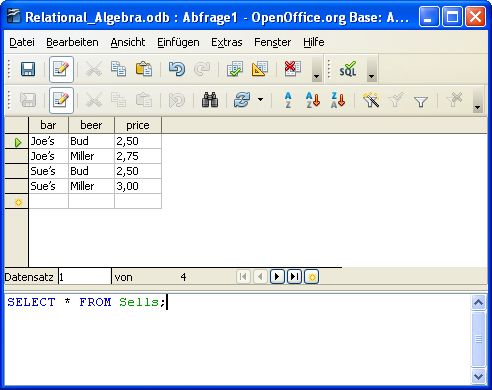 Relational_Algebra.odb : Abfrage1 - OpenOffice.org Base: A...
Datei Bearbeiten Ansicht Einfügen Extras Fenster Hilfe
SQL
A Z A Z Z A
bar beer price
Joe's Bud 2,50
Joe's Miller 2,75
Sue's Bud 2,50
Sue's Miller 3,00
Datensatz 1 von 4
SELECT * FROM Sells;